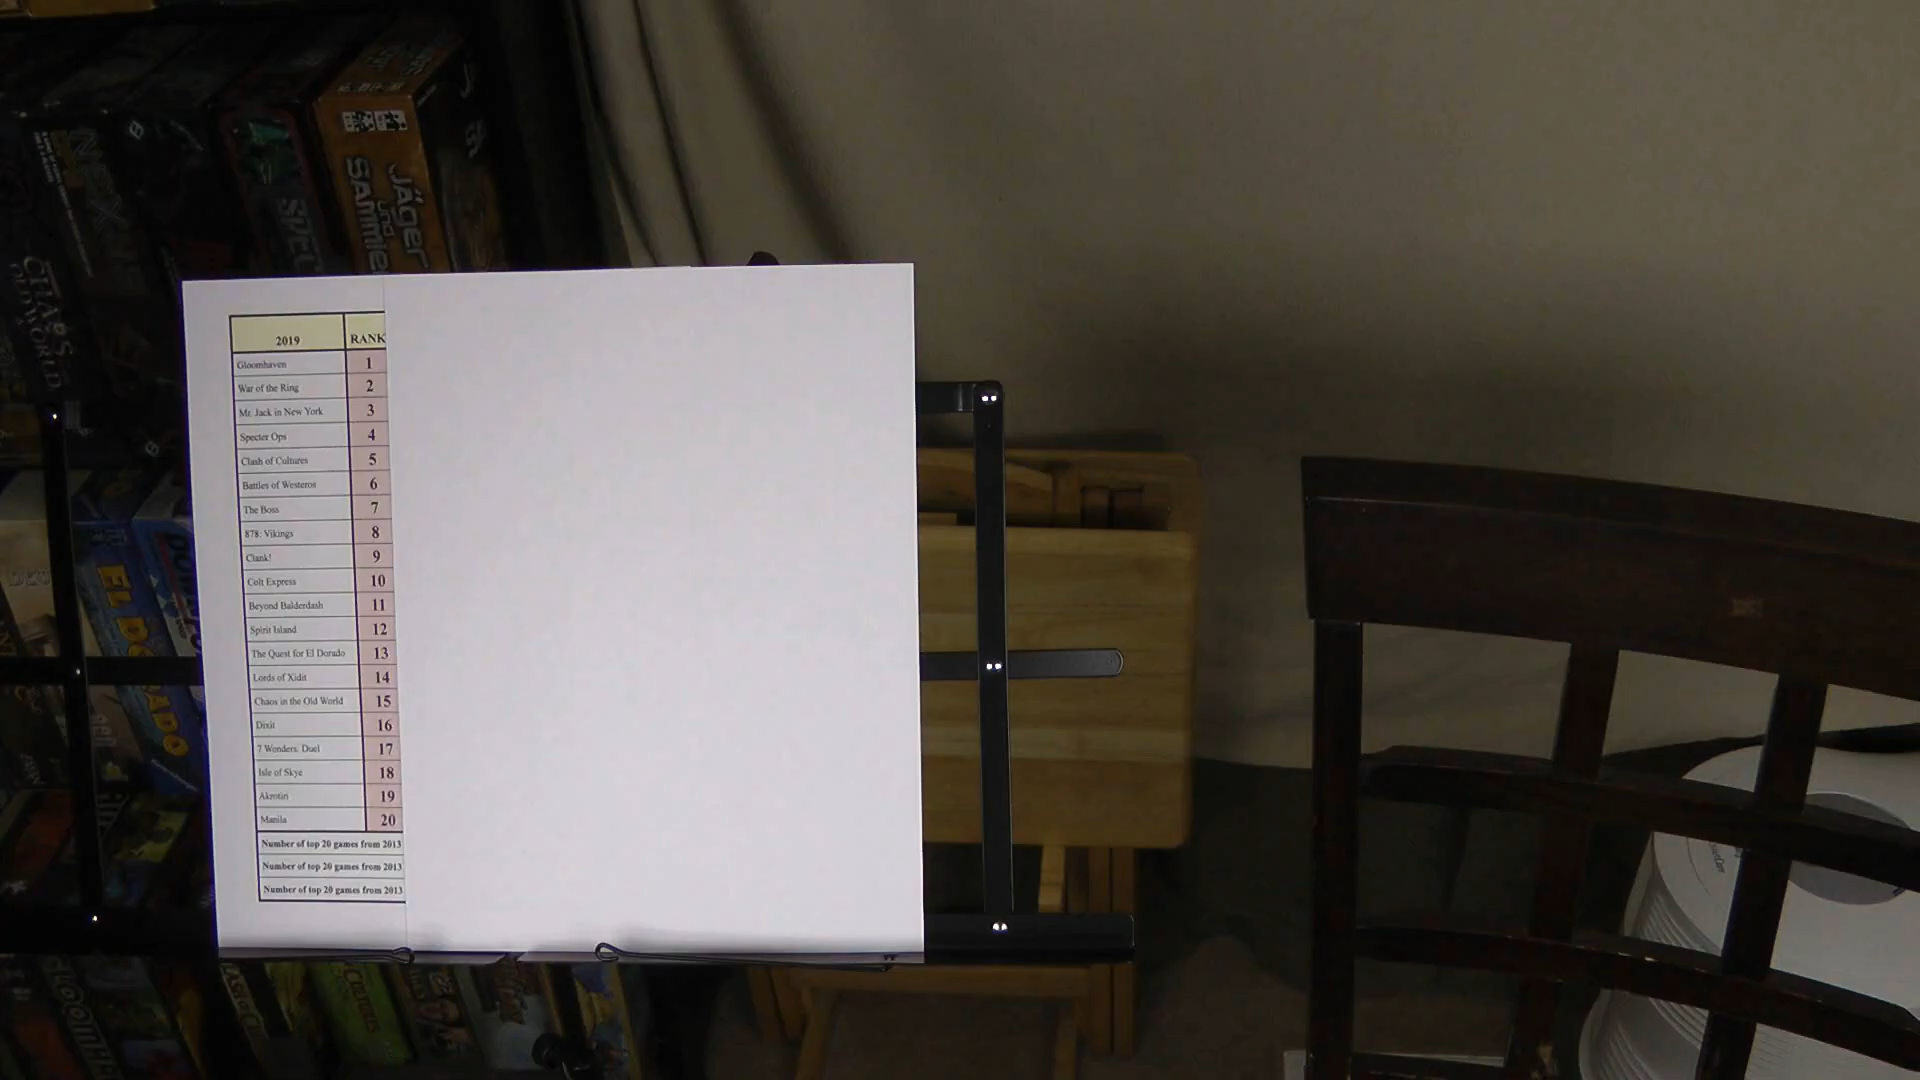 2019 RANK
Gloomhaven 1
War of the Ring 2
Mr. Jack in New York 3
Specter Ops 4
Clash of Cultures 5
Battles of Westeros 6
The Boss 7
878: Vikings 8
Clank! 9
Colt Express 10
Beyond Balderdash 11
Spirit Island 12
The Quest for El Dorado 13
Lords of Xidit 14
Chaos in the Old World 15
Dixit 16
7 Wonders: Duel 17
Isle of Skye 18
Akrotiri 19
Manila 20
Number of top 20 games from 2013
Number of top 20 games from 2013
Number of top 20 games from 2013
JÄGER
und
SAMMLE
SPEC
CHAOS
OLD WORLD
EL DORADO